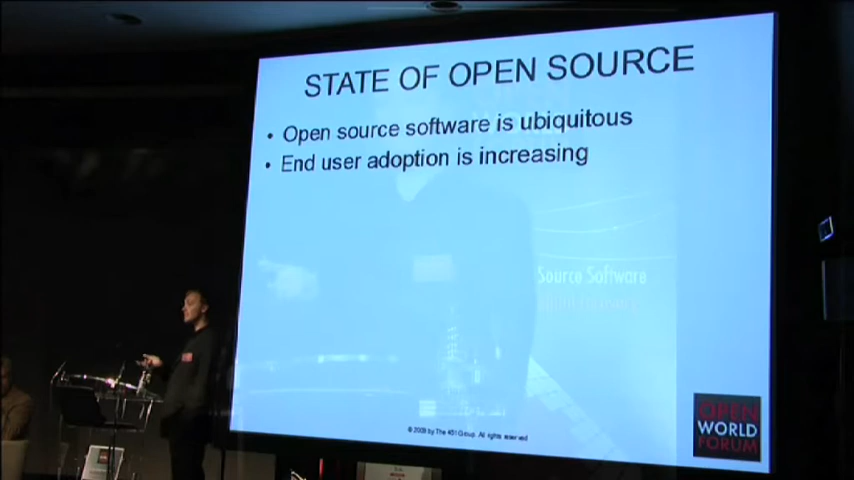 STATE OF OPEN SOURCE
• Open source software is ubiquitous
• End user adoption is increasing
Source Software
© 2009 by The 451 Group. All rights reserved
OPEN
WORLD
FORUM